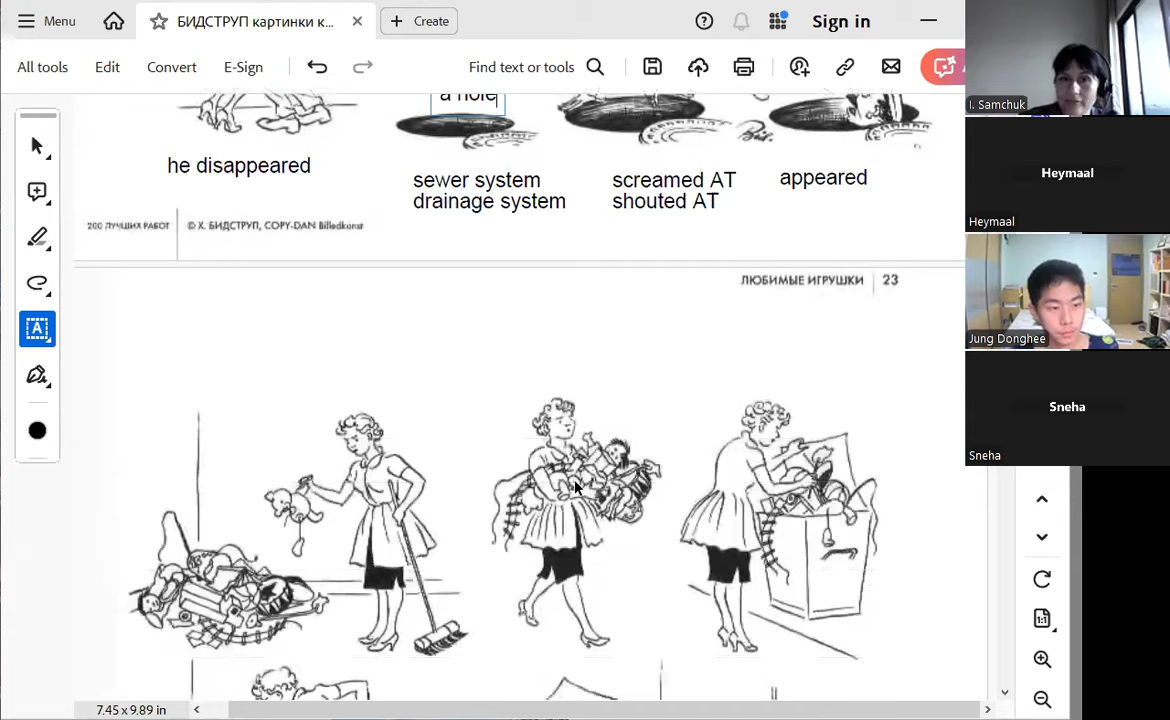 Menu
БИДСТРУП картинки к...
Create
Sign in
All tools
Edit
Convert
E-Sign
Find text or tools
I. Samchuk
Heymaal
Heymaal
Jung Donghee
Sneha
Sneha
a hole
he disappeared
sewer system
drainage system
screamed AT
shouted AT
appeared
200 ЛУЧШИХ РАБОТ
© Х. БИДСТРУП, COPY-DAN Billedkunst
ЛЮБИМЫЕ ИГРУШКИ 23
A
1:1
7.45 x 9.89 in